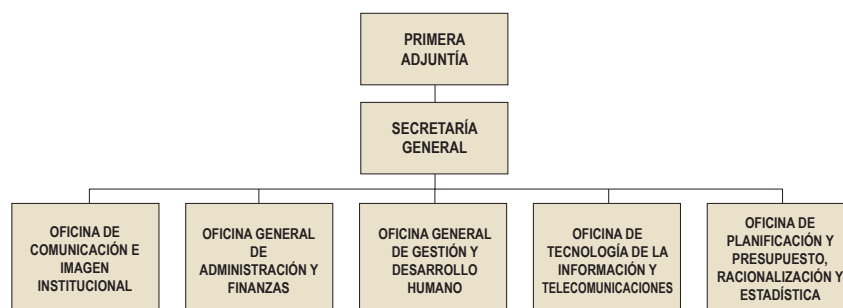 PRIMERA
ADJUNTÍA
SECRETARÍA
GENERAL
OFICINA DE
COMUNICACIÓN E
IMAGEN
INSTITUCIONAL
OFICINA GENERAL
DE
ADMINISTRACIÓN Y
FINANZAS
OFICINA GENERAL
DE GESTIÓN Y
DESARROLLO
HUMANO
OFICINA DE
TECNOLOGÍA DE LA
INFORMACIÓN Y
TELECOMUNICACIONES
OFICINA DE
PLANIFICACIÓN Y
PRESUPUESTO,
RACIONALIZACIÓN Y
ESTADÍSTICA